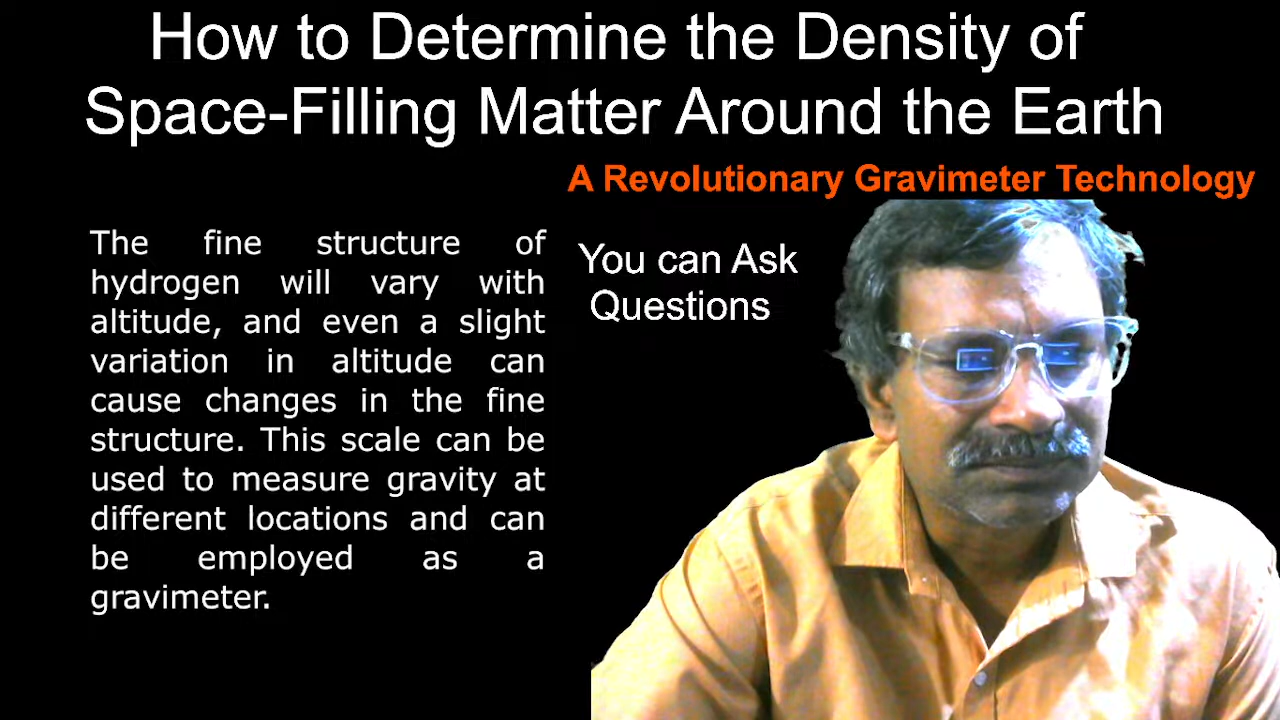 How to Determine the Density of
Space-Filling Matter Around the Earth
A Revolutionary Gravimeter Technology
The fine structure of
hydrogen will vary with
altitude, and even a slight
variation in altitude can
cause changes in the fine
structure. This scale can be
used to measure gravity at
different locations and can
be employed as a
gravimeter.
You can Ask
Questions